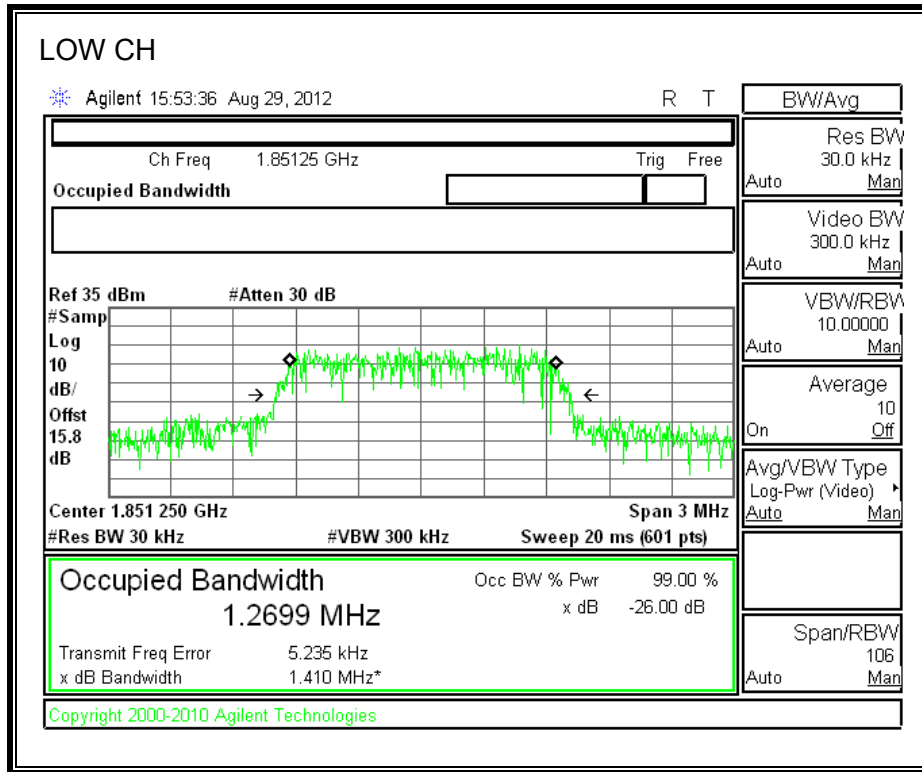 LOW CH
Agilent 15:53:36 Aug 29, 2012 R T
Ch Freq 1.85125 GHz Trig Free
Occupied Bandwidth
Ref 35 dBm #Atten 30 dB
#Samp
Log
10
dB/
Offst
15.8
dB
Center 1.851 250 GHz Span 3 MHz
#Res BW 30 kHz #VBW 300 kHz Sweep 20 ms (601 pts)
Occupied Bandwidth Occ BW % Pwr 99.00 %
1.2699 MHz x dB -26.00 dB
Transmit Freq Error 5.235 kHz
x dB Bandwidth 1.410 MHz*
Copyright 2000-2010 Agilent Technologies
BW/Avg
Res BW
30.0 kHz
Auto Man
Video BW
300.0 kHz
Auto Man
VBW/RBW
10.00000
Auto Man
Average
10
On Off
Avg/VBW Type
Log-Pwr (Video)
Auto Man
Span/RBW
106
Auto Man